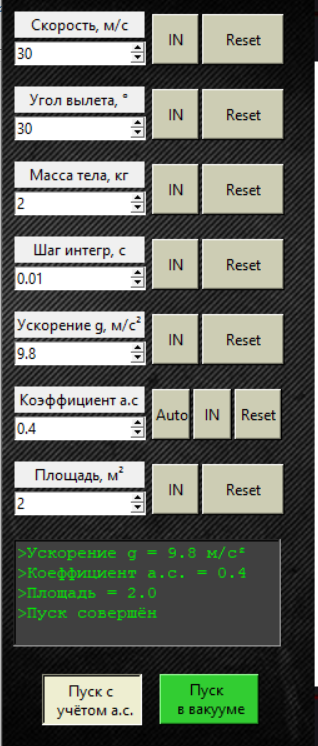 Скорость, м/с
30
IN
Reset
Угол вылета, °
30
IN
Reset
Масса тела, кг
2
IN
Reset
Шаг интегр, с
0.01
IN
Reset
Ускорение g, м/с²
9.8
IN
Reset
Коэффициент а.с
0.4
Auto
IN
Reset
Площадь, м²
2
IN
Reset
>Ускорение g = 9.8 м/с²
>Коеффициент а.с. = 0.4
>Площадь = 2.0
>Пуск совершён
Пуск с
учётом а.с.
Пуск
в вакууме